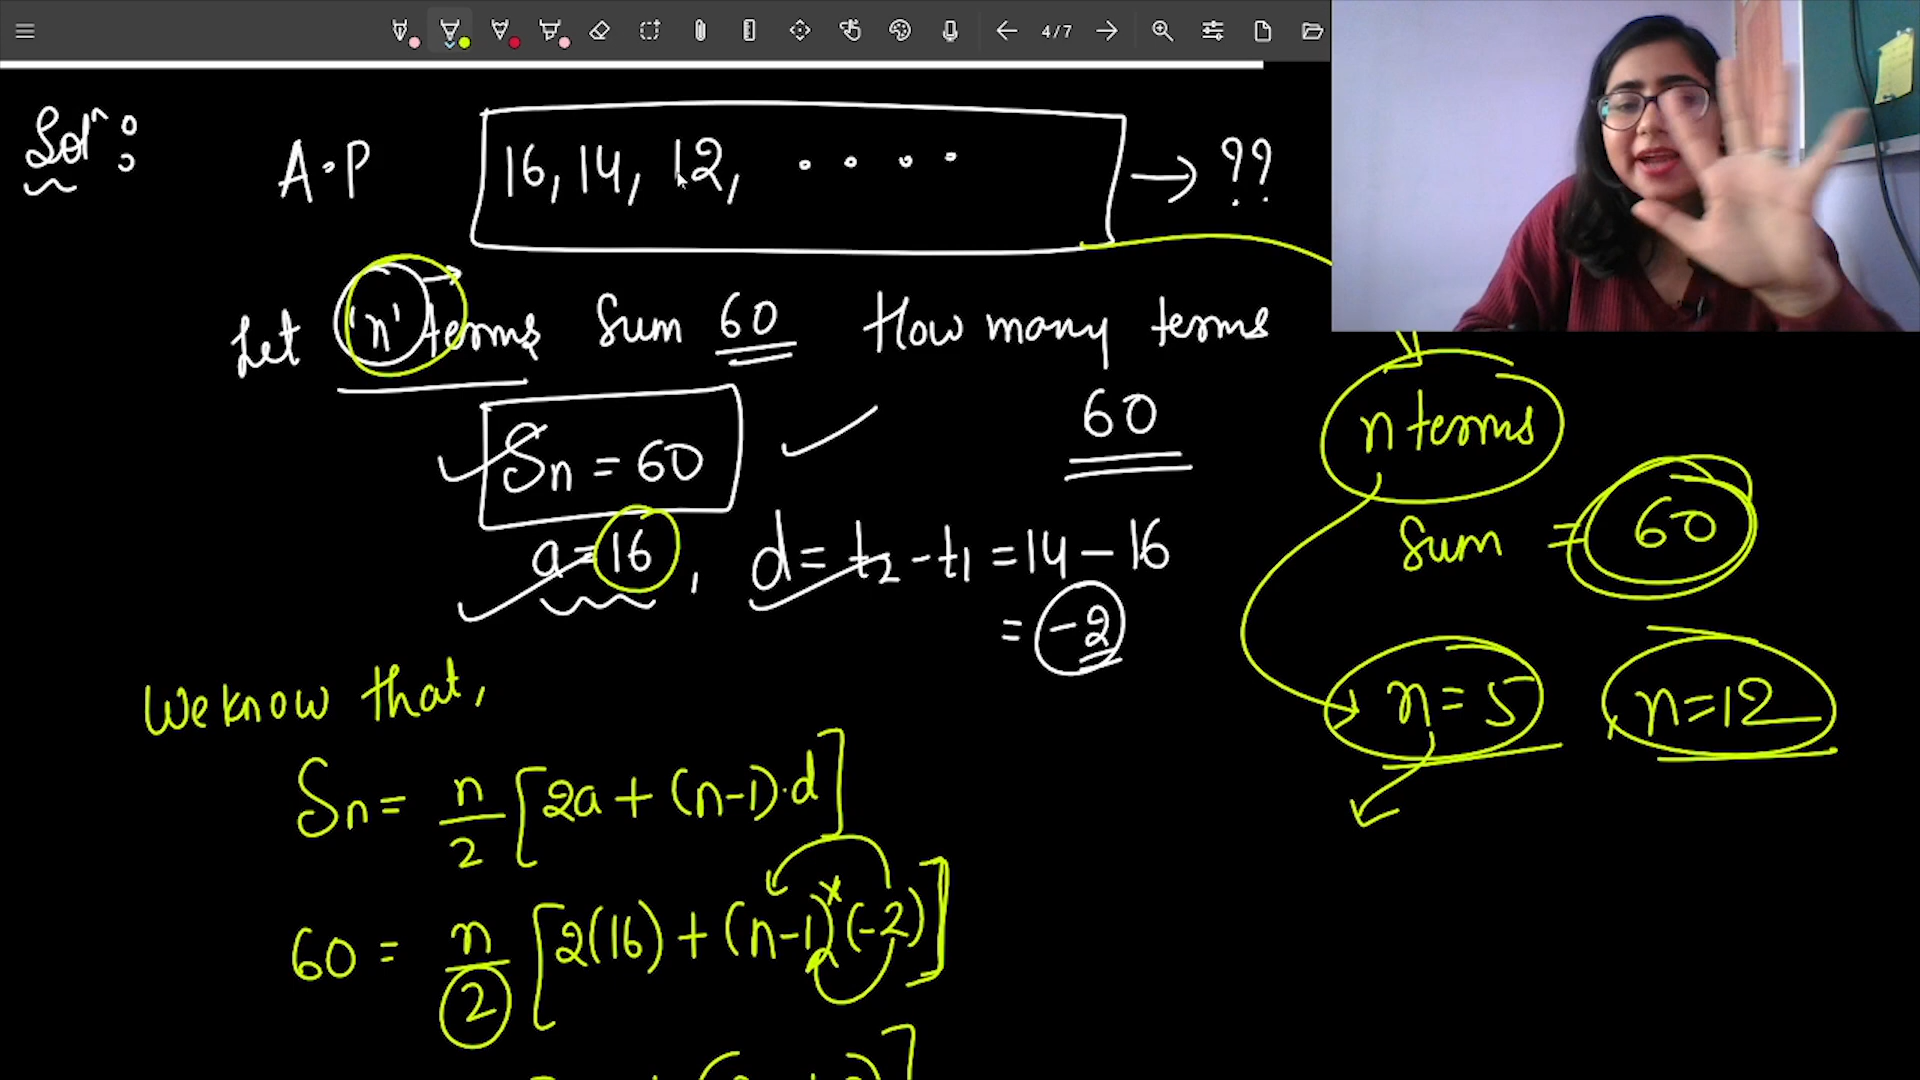 4/7
Solⁿ :
A.P 16, 14, 12, . . . . → ??
Let 'n' terms Sum 60 How many terms
Sn = 60
60
n terms
Sum = 60
a = 16, d = t2 - t1 = 14 - 16
= -2
n = 5 n = 12
We know that,
Sn = n/2 [2a + (n-1)·d]
60 = n/2 [2(16) + (n-1)×(-2)]